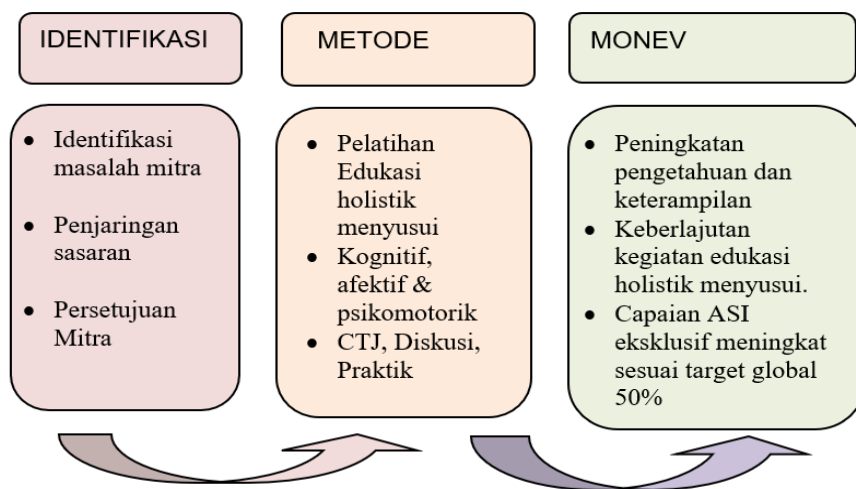 IDENTIFIKASI
• Identifikasi
masalah mitra
• Penjaringan
sasaran
• Persetujuan
Mitra
METODE
• Pelatihan
Edukasi
holistik
menyusui
• Kognitif,
afektif &
psikomotorik
• CTJ, Diskusi,
Praktik
MONEV
• Peningkatan
pengetahuan dan
keterampilan
• Keberlajutan
kegiatan edukasi
holistik menyusui.
• Capaian ASI
eksklusif meningkat
sesuai target global
50%